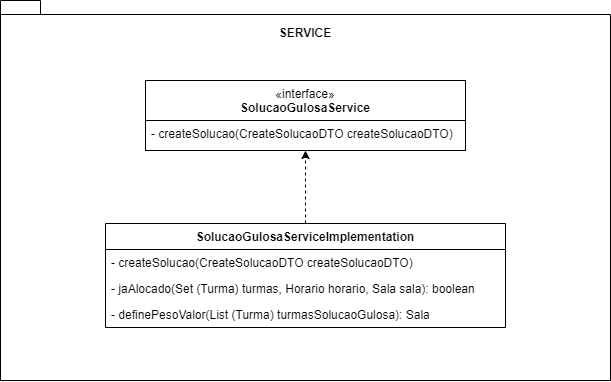 SERVICE
«interface»
SolucaoGulosaService
- createSolucao(CreateSolucaoDTO createSolucaoDTO)
SolucaoGulosaServiceImplementation
- createSolucao(CreateSolucaoDTO createSolucaoDTO)
- jaAlocado(Set (Turma) turmas, Horario horario, Sala sala): boolean
- definePesoValor(List (Turma) turmasSolucaoGulosa): Sala